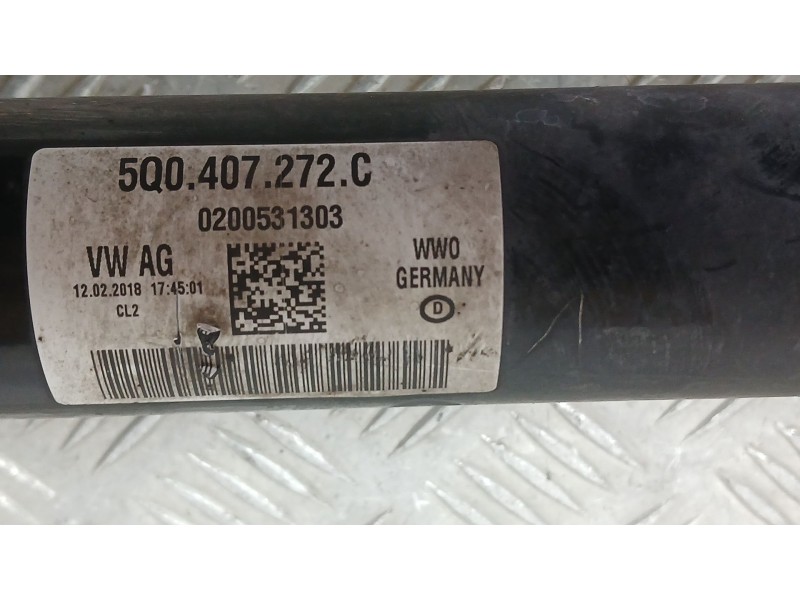 5Q0.407.272.C
0200531303
VW AG
12.02.2018 17:45:01
CL2
WWO
GERMANY
D